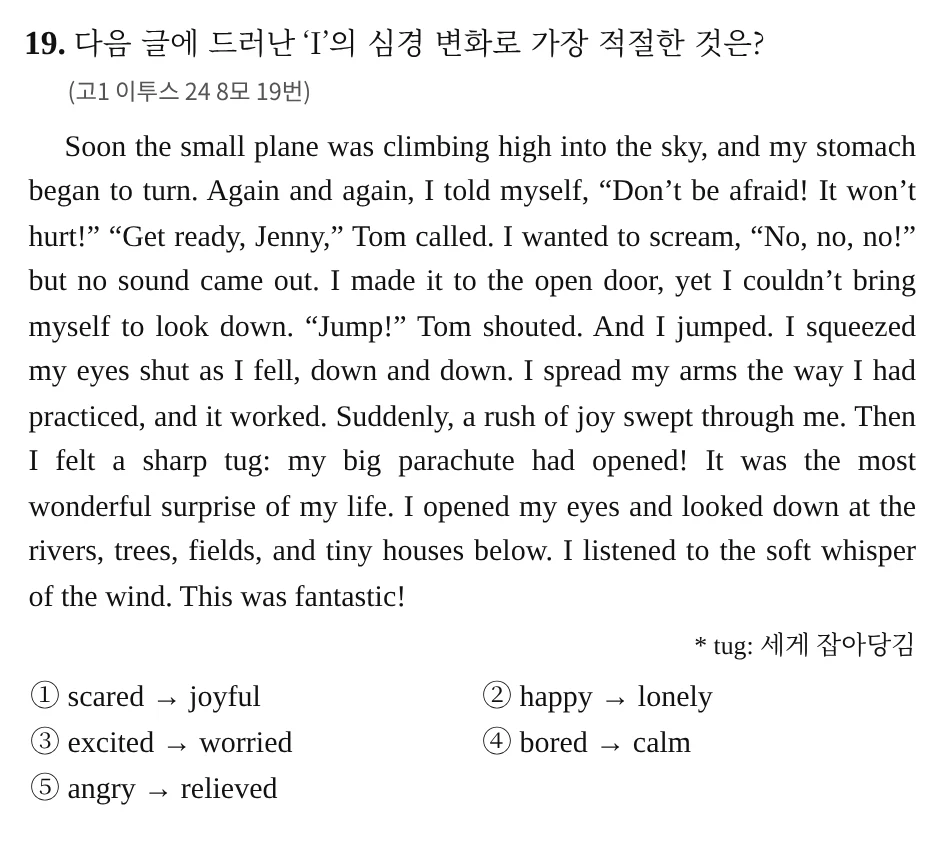 19. 다음 글에 드러난 ‘I’의 심경 변화로 가장 적절한 것은?
(고1 이투스 24 8모 19번)
Soon the small plane was climbing high into the sky, and my stomach
began to turn. Again and again, I told myself, “Don’t be afraid! It won’t
hurt!” “Get ready, Jenny,” Tom called. I wanted to scream, “No, no, no!”
but no sound came out. I made it to the open door, yet I couldn’t bring
myself to look down. “Jump!” Tom shouted. And I jumped. I squeezed
my eyes shut as I fell, down and down. I spread my arms the way I had
practiced, and it worked. Suddenly, a rush of joy swept through me. Then
I felt a sharp tug: my big parachute had opened! It was the most
wonderful surprise of my life. I opened my eyes and looked down at the
rivers, trees, fields, and tiny houses below. I listened to the soft whisper
of the wind. This was fantastic!
* tug: 세게 잡아당김
① scared → joyful ② happy → lonely
③ excited → worried ④ bored → calm
⑤ angry → relieved